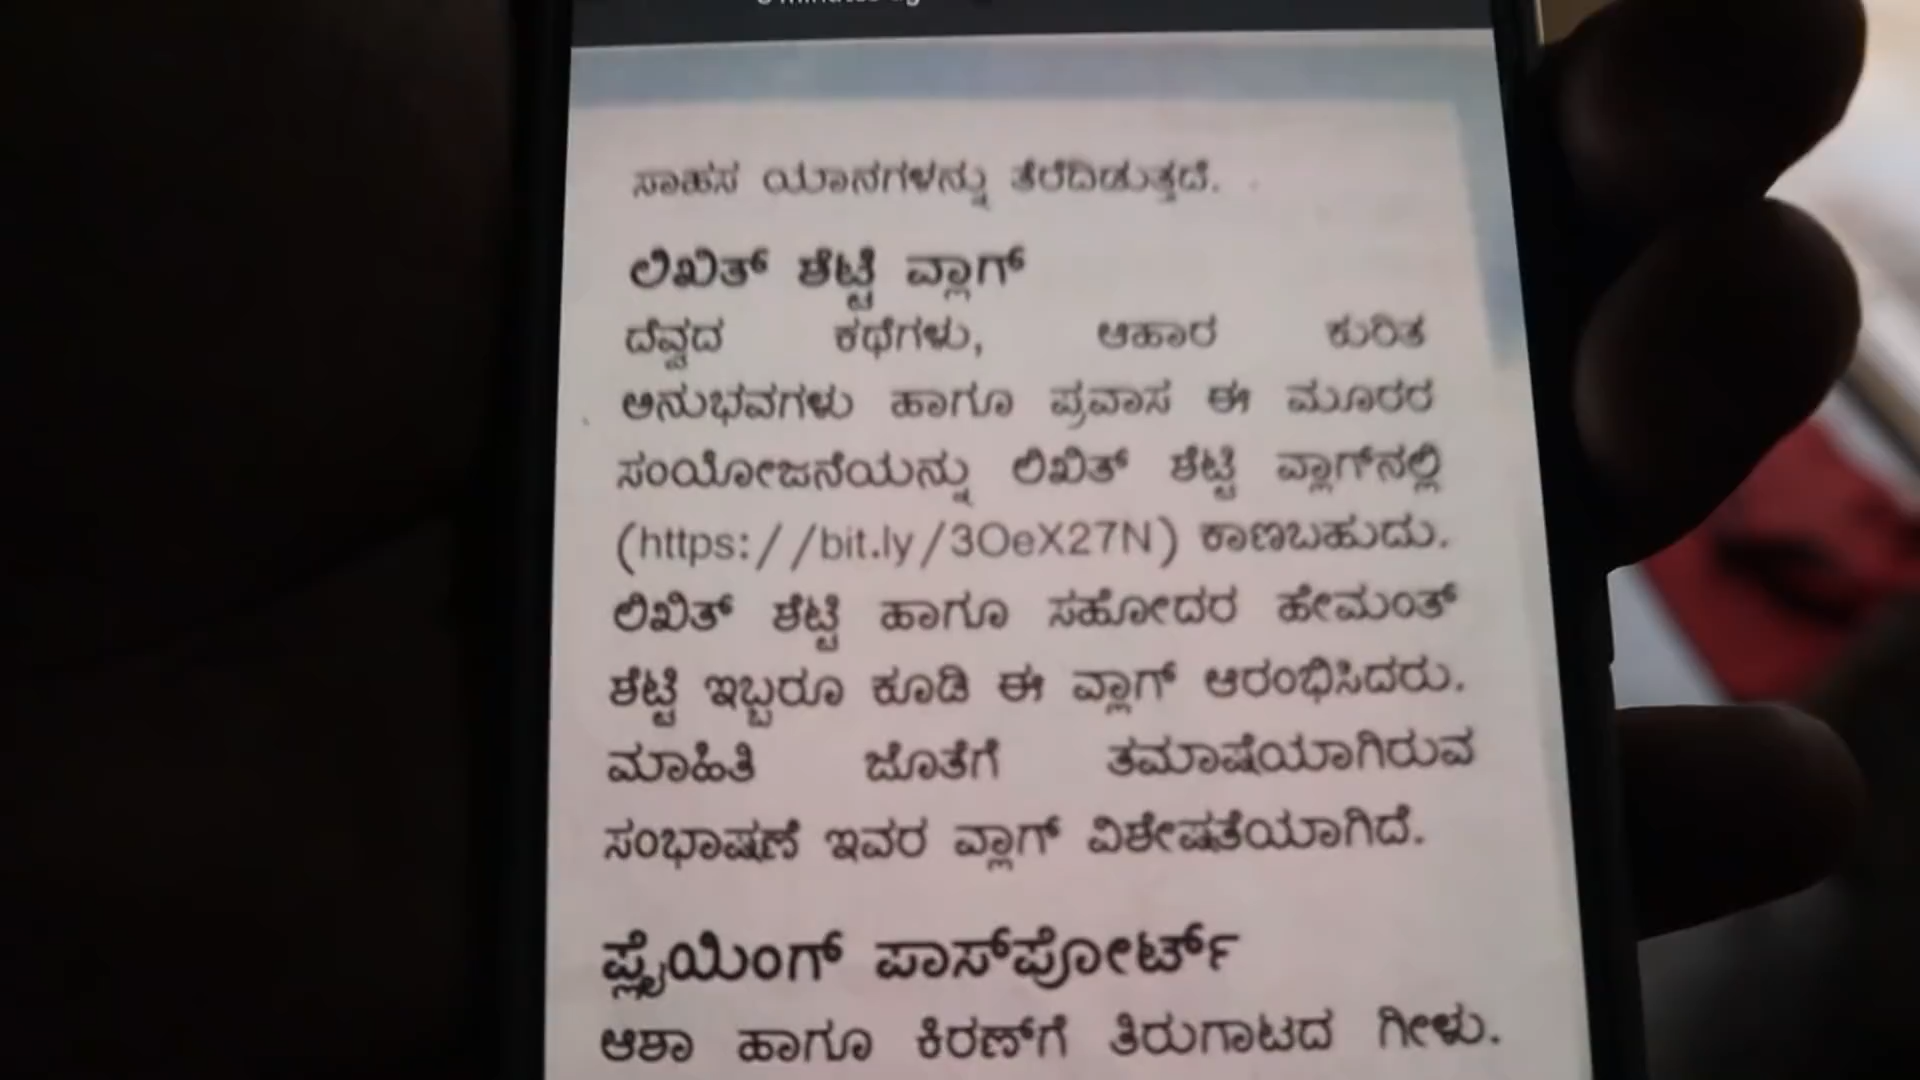 ಸಾಹಸ ಯಾನಗಳನ್ನು ತೆರೆದಿಡುತ್ತದೆ.
ಲಿಖಿತ್ ಶೆಟ್ಟಿ ವ್ಲಾಗ್
ದೆವ್ವದ ಕಥೆಗಳು, ಆಹಾರ ಕುರಿತ
ಅನುಭವಗಳು ಹಾಗೂ ಪ್ರವಾಸ ಈ ಮೂರರ
ಸಂಯೋಜನೆಯನ್ನು ಲಿಖಿತ್ ಶೆಟ್ಟಿ ವ್ಲಾಗ್‌ನಲ್ಲಿ
(https://bit.ly/3OeX27N) ಕಾಣಬಹುದು.
ಲಿಖಿತ್ ಶೆಟ್ಟಿ ಹಾಗೂ ಸಹೋದರ ಹೇಮಂತ್
ಶೆಟ್ಟಿ ಇಬ್ಬರೂ ಕೂಡಿ ಈ ವ್ಲಾಗ್ ಆರಂಭಿಸಿದರು.
ಮಾಹಿತಿ ಜೊತೆಗೆ ತಮಾಷೆಯಾಗಿರುವ
ಸಂಭಾಷಣೆ ಇವರ ವ್ಲಾಗ್ ವಿಶೇಷತೆಯಾಗಿದೆ.
ಫ್ಲೈಯಿಂಗ್ ಪಾಸ್‌ಪೋರ್ಟ್
ಆಶಾ ಹಾಗೂ ಕಿರಣ್‌ಗೆ ತಿರುಗಾಟದ ಗೀಳು.